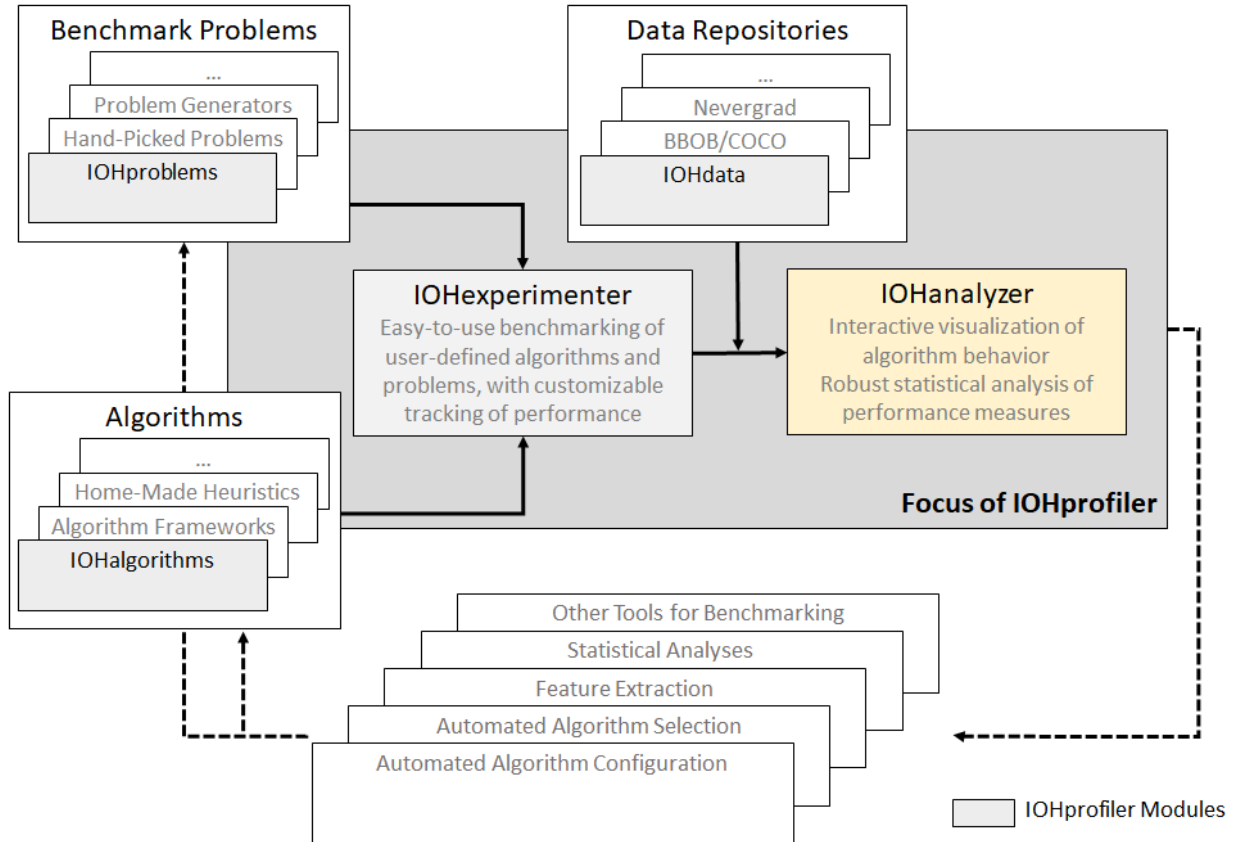 Benchmark Problems
...
Problem Generators
Hand-Picked Problems
IOHproblems
Data Repositories
...
Nevergrad
BBOB/COCO
IOHdata
IOHexperimenter
Easy-to-use benchmarking of
user-defined algorithms and
problems, with customizable
tracking of performance
IOHanalyzer
Interactive visualization of
algorithm behavior
Robust statistical analysis of
performance measures
Algorithms
...
Home-Made Heuristics
Algorithm Frameworks
IOHalgorithms
Focus of IOHprofiler
Other Tools for Benchmarking
Statistical Analyses
Feature Extraction
Automated Algorithm Selection
Automated Algorithm Configuration
IOHprofiler Modules